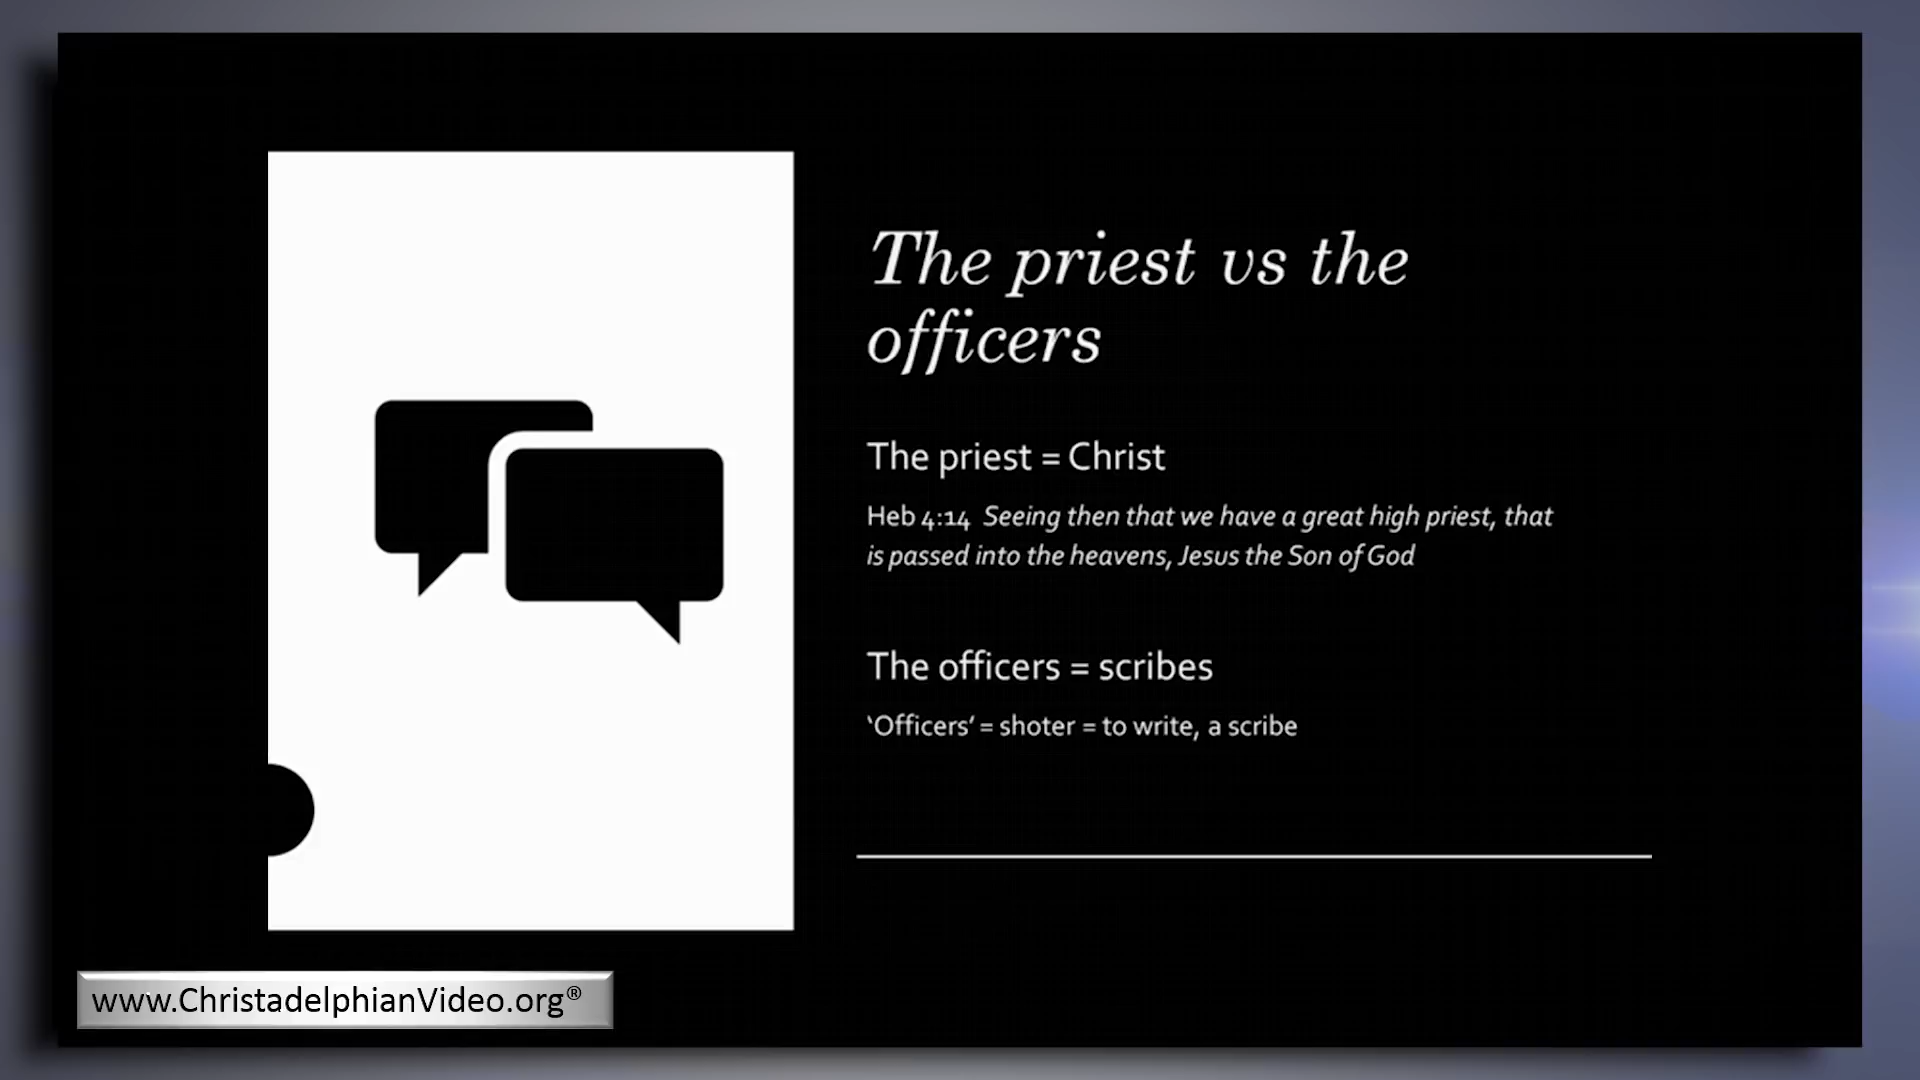 The priest vs the
officers
The priest = Christ
Heb 4:14 Seeing then that we have a great high priest, that
is passed into the heavens, Jesus the Son of God
The officers = scribes
‘Officers’ = shoter = to write, a scribe
www.ChristadelphianVideo.org®